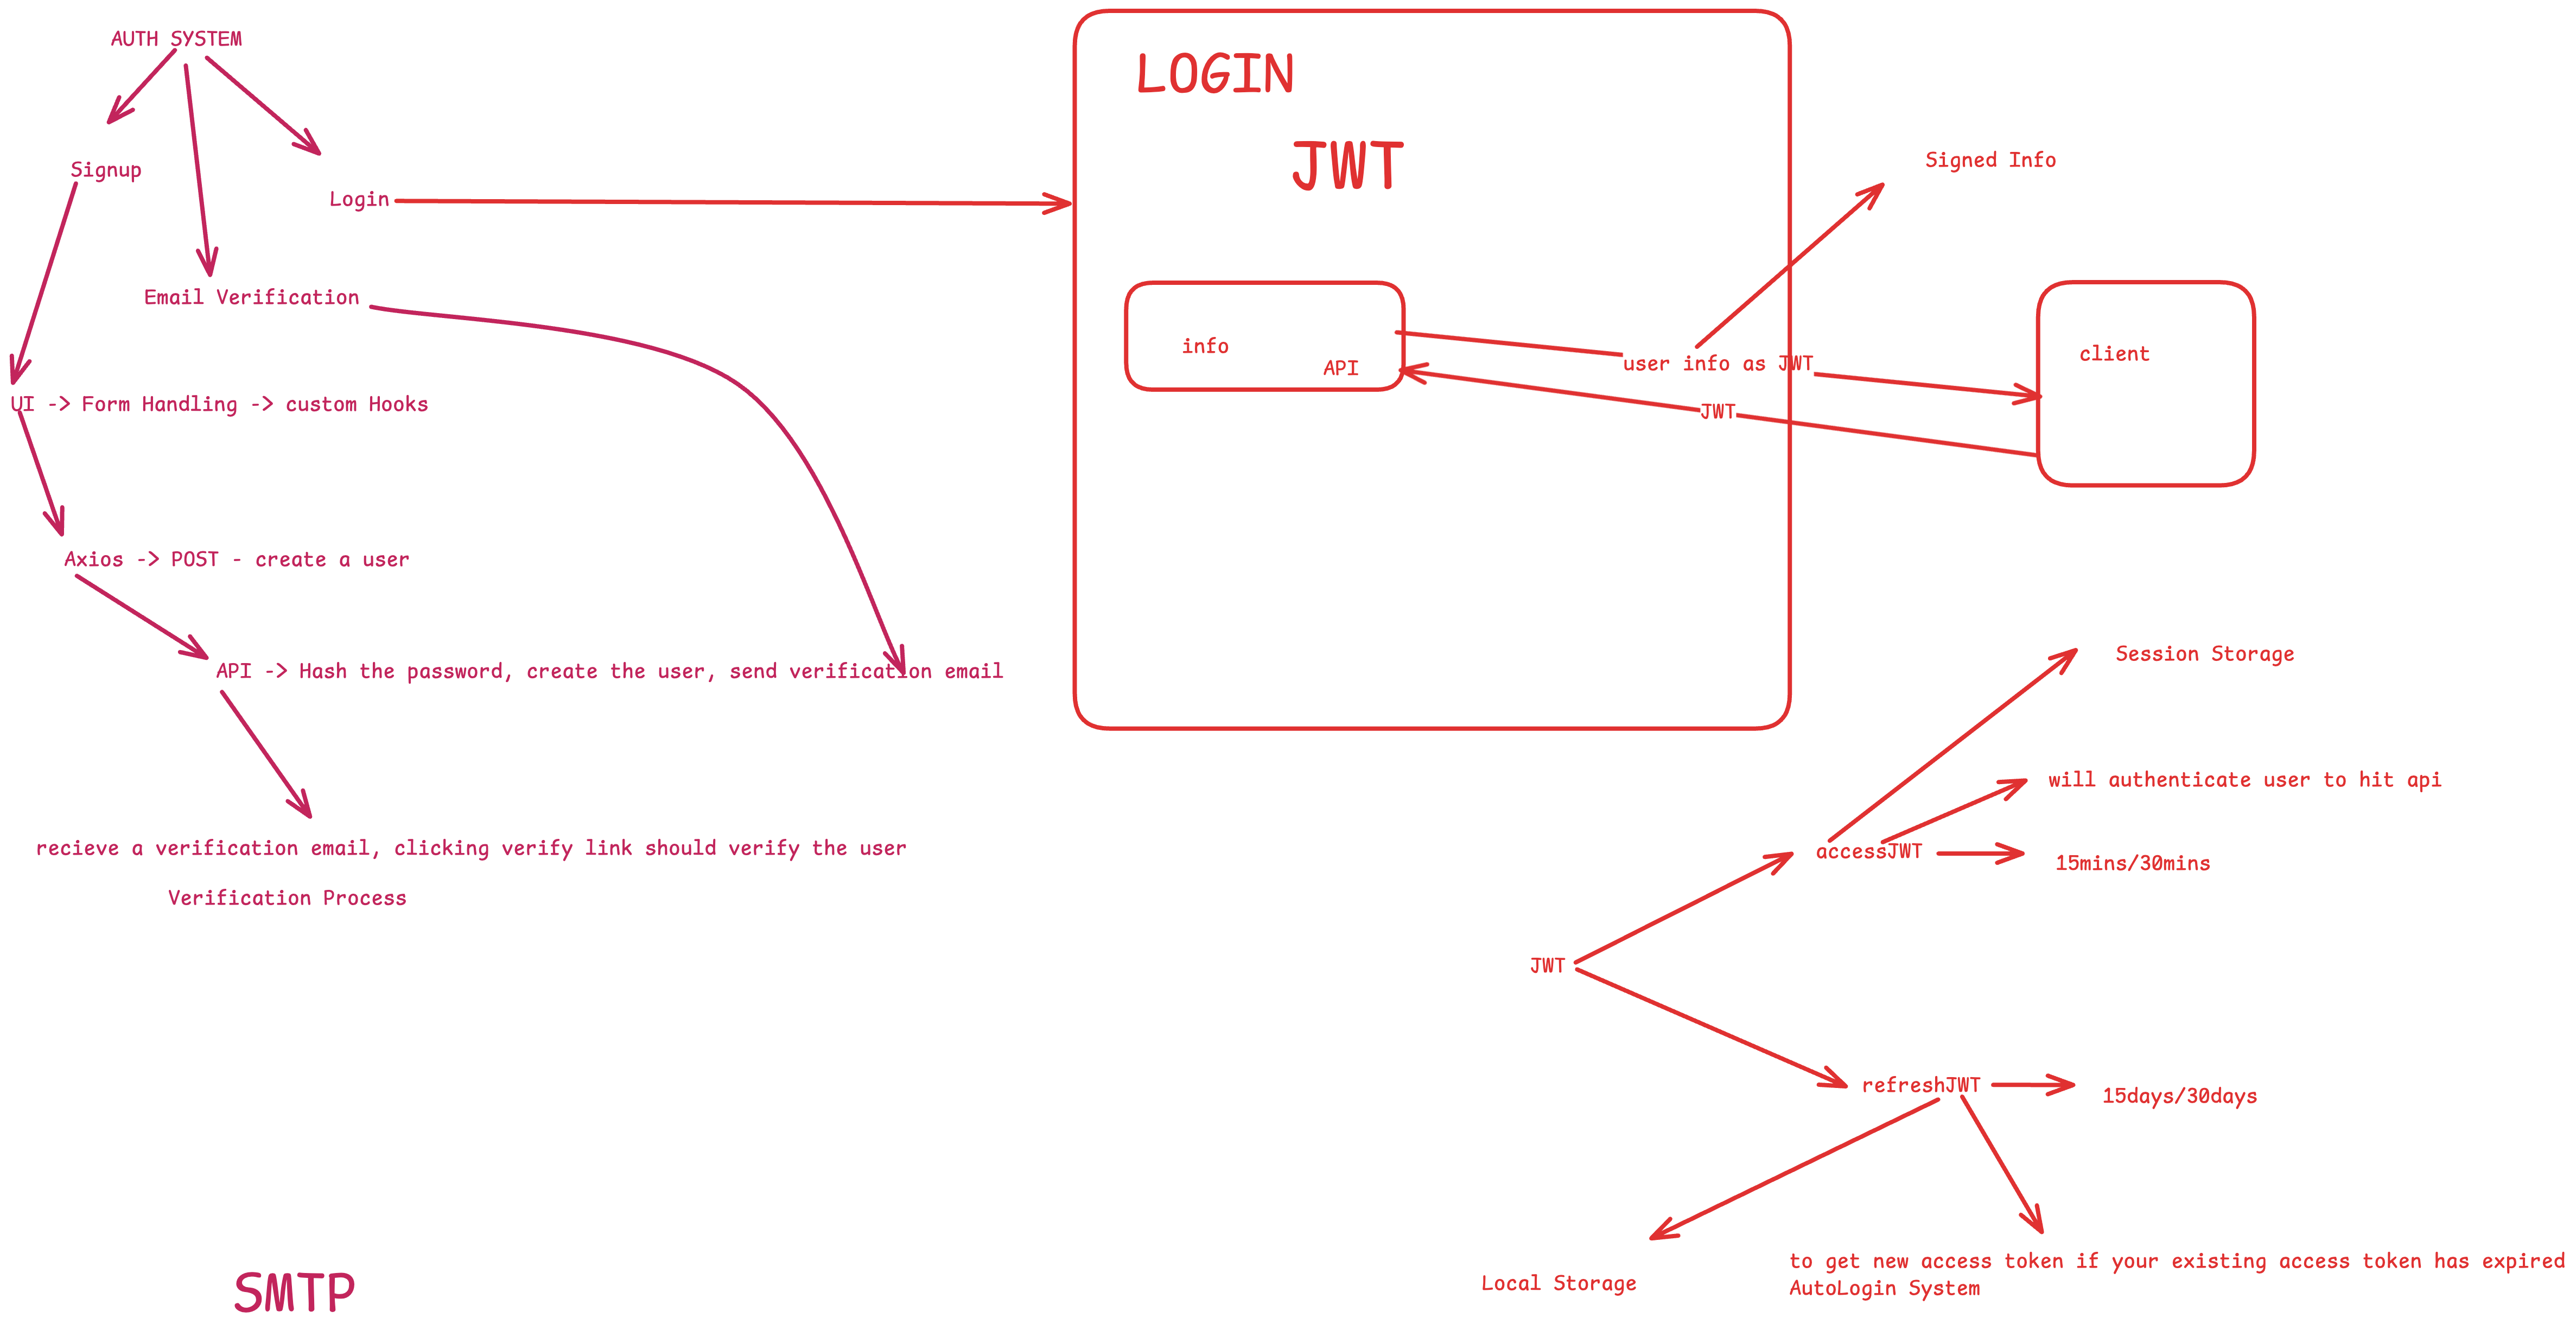 AUTH SYSTEM
Signup
Login
Email Verification
UI -> Form Handling -> custom Hooks
Axios -> POST - create a user
API -> Hash the password, create the user, send verification email
recieve a verification email, clicking verify link should verify the user
Verification Process
SMTP
LOGIN
JWT
info
API
user info as JWT
JWT
Signed Info
client
JWT
accessJWT
Session Storage
will authenticate user to hit api
15mins/30mins
refreshJWT
15days/30days
Local Storage
to get new access token if your existing access token has expired
AutoLogin System